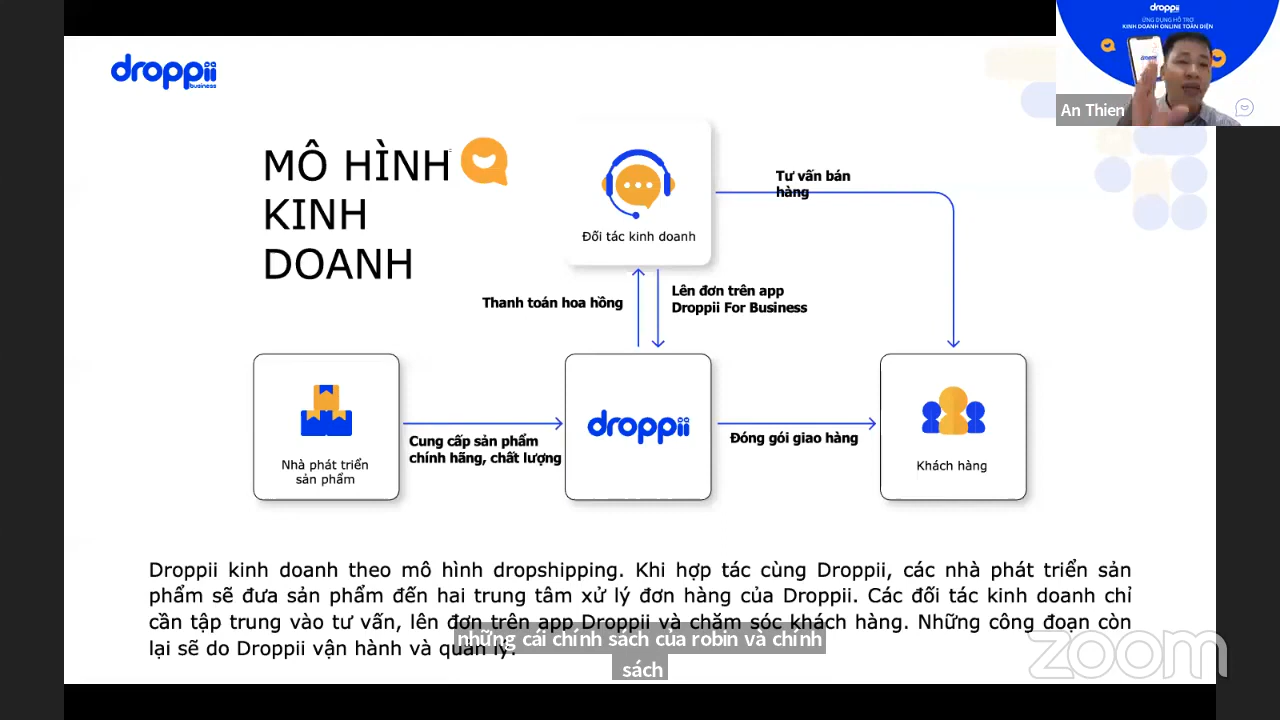 droppii
business
MÔ HÌNH
KINH
DOANH
Đối tác kinh doanh
Tư vấn bán
hàng
Thanh toán hoa hồng
Lên đơn trên app
Droppii For Business
Nhà phát triển
sản phẩm
Cung cấp sản phẩm
chính hãng, chất lượng
droppii
Đóng gói giao hàng
Khách hàng
Droppii kinh doanh theo mô hình dropshipping. Khi hợp tác cùng Droppii, các nhà phát triển sản
phẩm sẽ đưa sản phẩm đến hai trung tâm xử lý đơn hàng của Droppii. Các đối tác kinh doanh chỉ
cần tập trung vào tư vấn, lên đơn trên app Droppii và chăm sóc khách hàng. Những công đoạn còn
lại sẽ do Droppii vận hành và quản lý.
những cái chính sách của robin và chính
sách
zoom
droppii
ỨNG DỤNG HỖ TRỢ
KINH DOANH ONLINE TOÀN DIỆN
An Thien